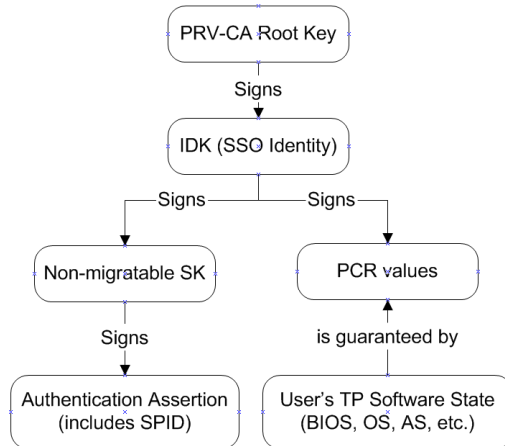 PRV-CA Root Key
Signs
IDK (SSO Identity)
Signs
Signs
Non-migratable SK
PCR values
Signs
is guaranteed by
Authentication Assertion
(includes SPID)
User's TP Software State
(BIOS, OS, AS, etc.)